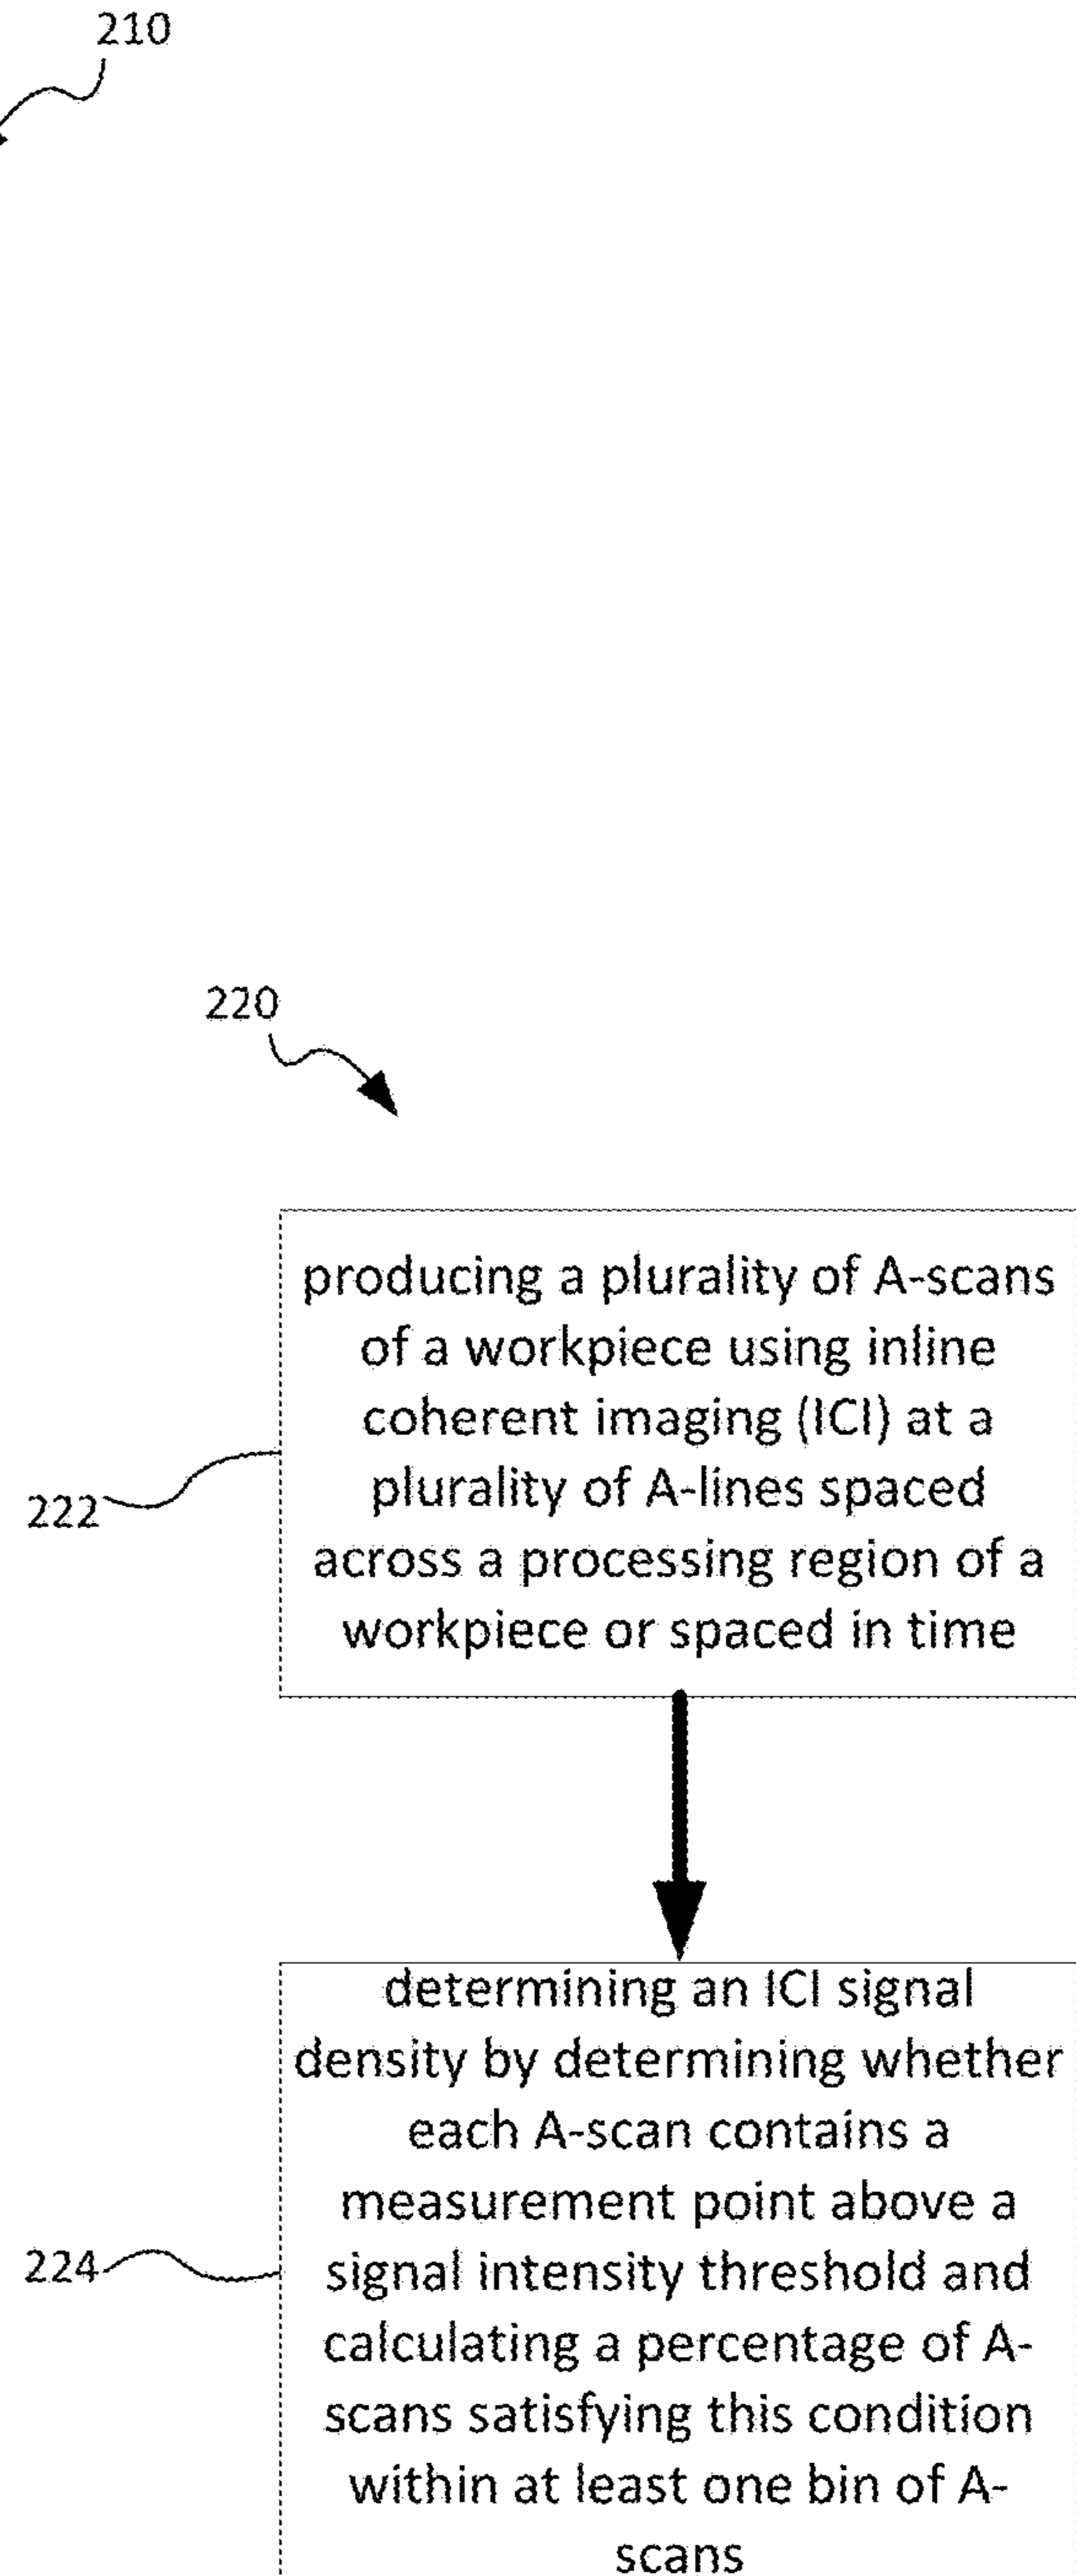 210
220
producing a plurality of A-scans
of a workpiece using inline
coherent imaging (ICI) at a
plurality of A-lines spaced
across a processing region of a
workpiece or spaced in time
222
determining an ICI signal
density by determining whether
each A-scan contains a
measurement point above a
signal intensity threshold and
calculating a percentage of A-
scans satisfying this condition
within at least one bin of A-
scans
224